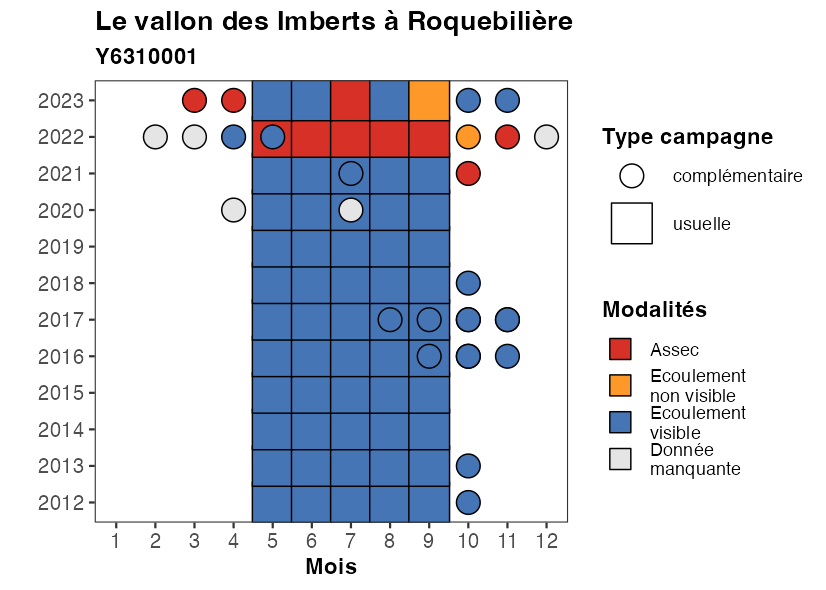 Le vallon des Imberts à Roquebilière
Y6310001
2023
2022
2021
2020
2019
2018
2017
2016
2015
2014
2013
2012
1 2 3 4 5 6 7 8 9 10 11 12
Mois
Type campagne
complémentaire
usuelle
Modalités
Assec
Ecoulement
non visible
Ecoulement
visible
Donnée
manquante